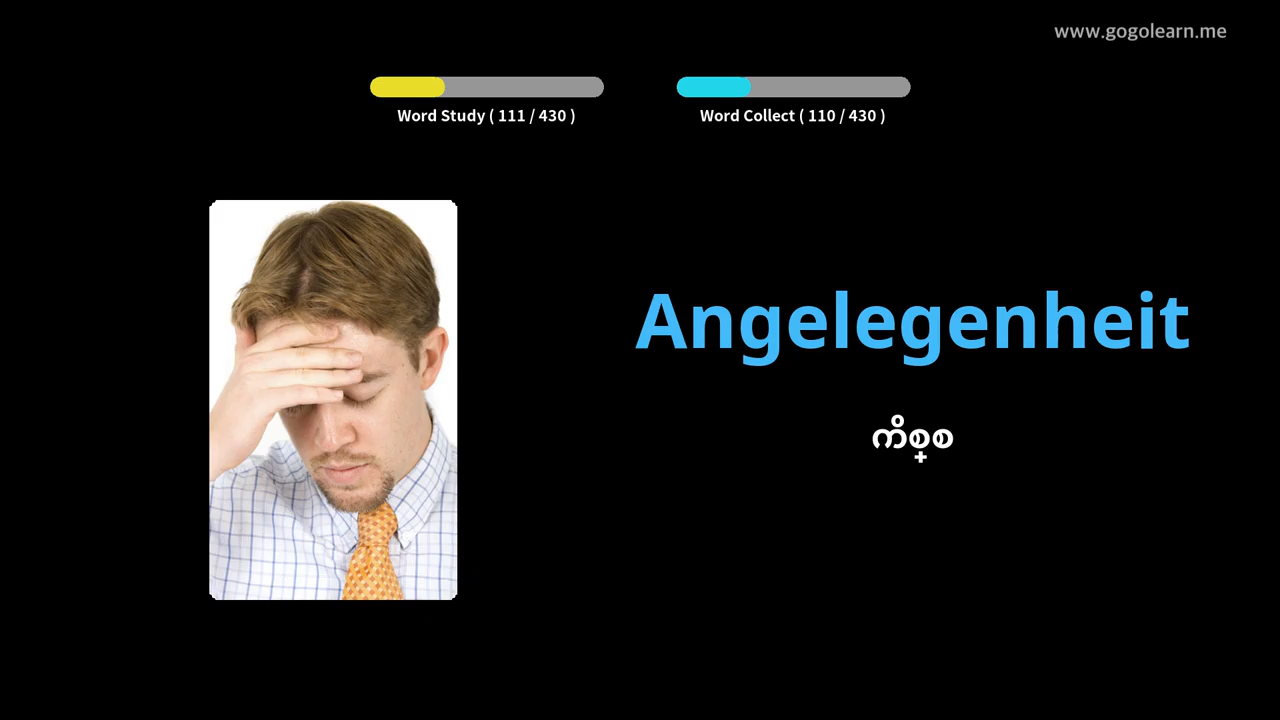 www.gogolearn.me
Word Study ( 111 / 430 )
Word Collect ( 110 / 430 )
Angelegenheit
ကိစ္စ